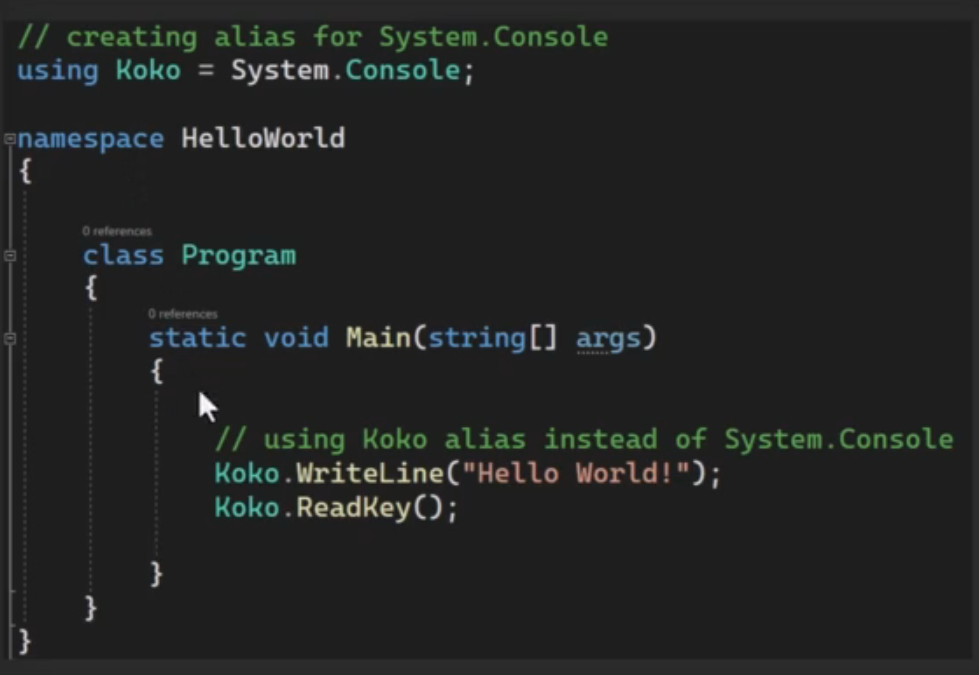 // creating alias for System.Console
using Koko = System.Console;
namespace HelloWorld
{
0 references
class Program
{
0 references
static void Main(string[] args)
{
// using Koko alias instead of System.Console
Koko.WriteLine("Hello World!");
Koko.ReadKey();
}
}
}